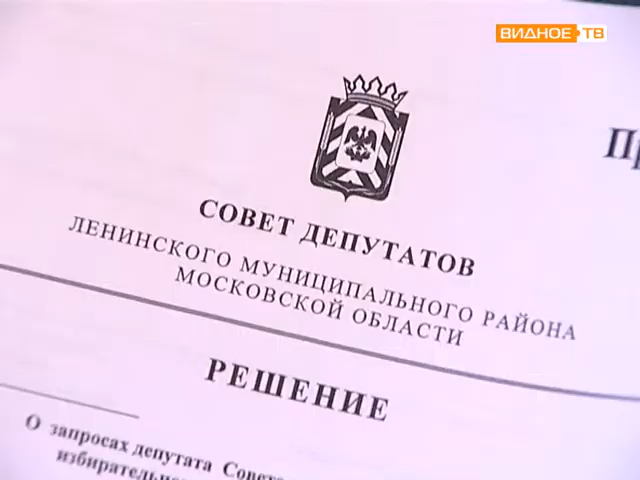 ВИДНОЕ ТВ
СОВЕТ ДЕПУТАТОВ
ЛЕНИНСКОГО МУНИЦИПАЛЬНОГО РАЙОНА
МОСКОВСКОЙ ОБЛАСТИ
РЕШЕНИЕ
О запросах депутата